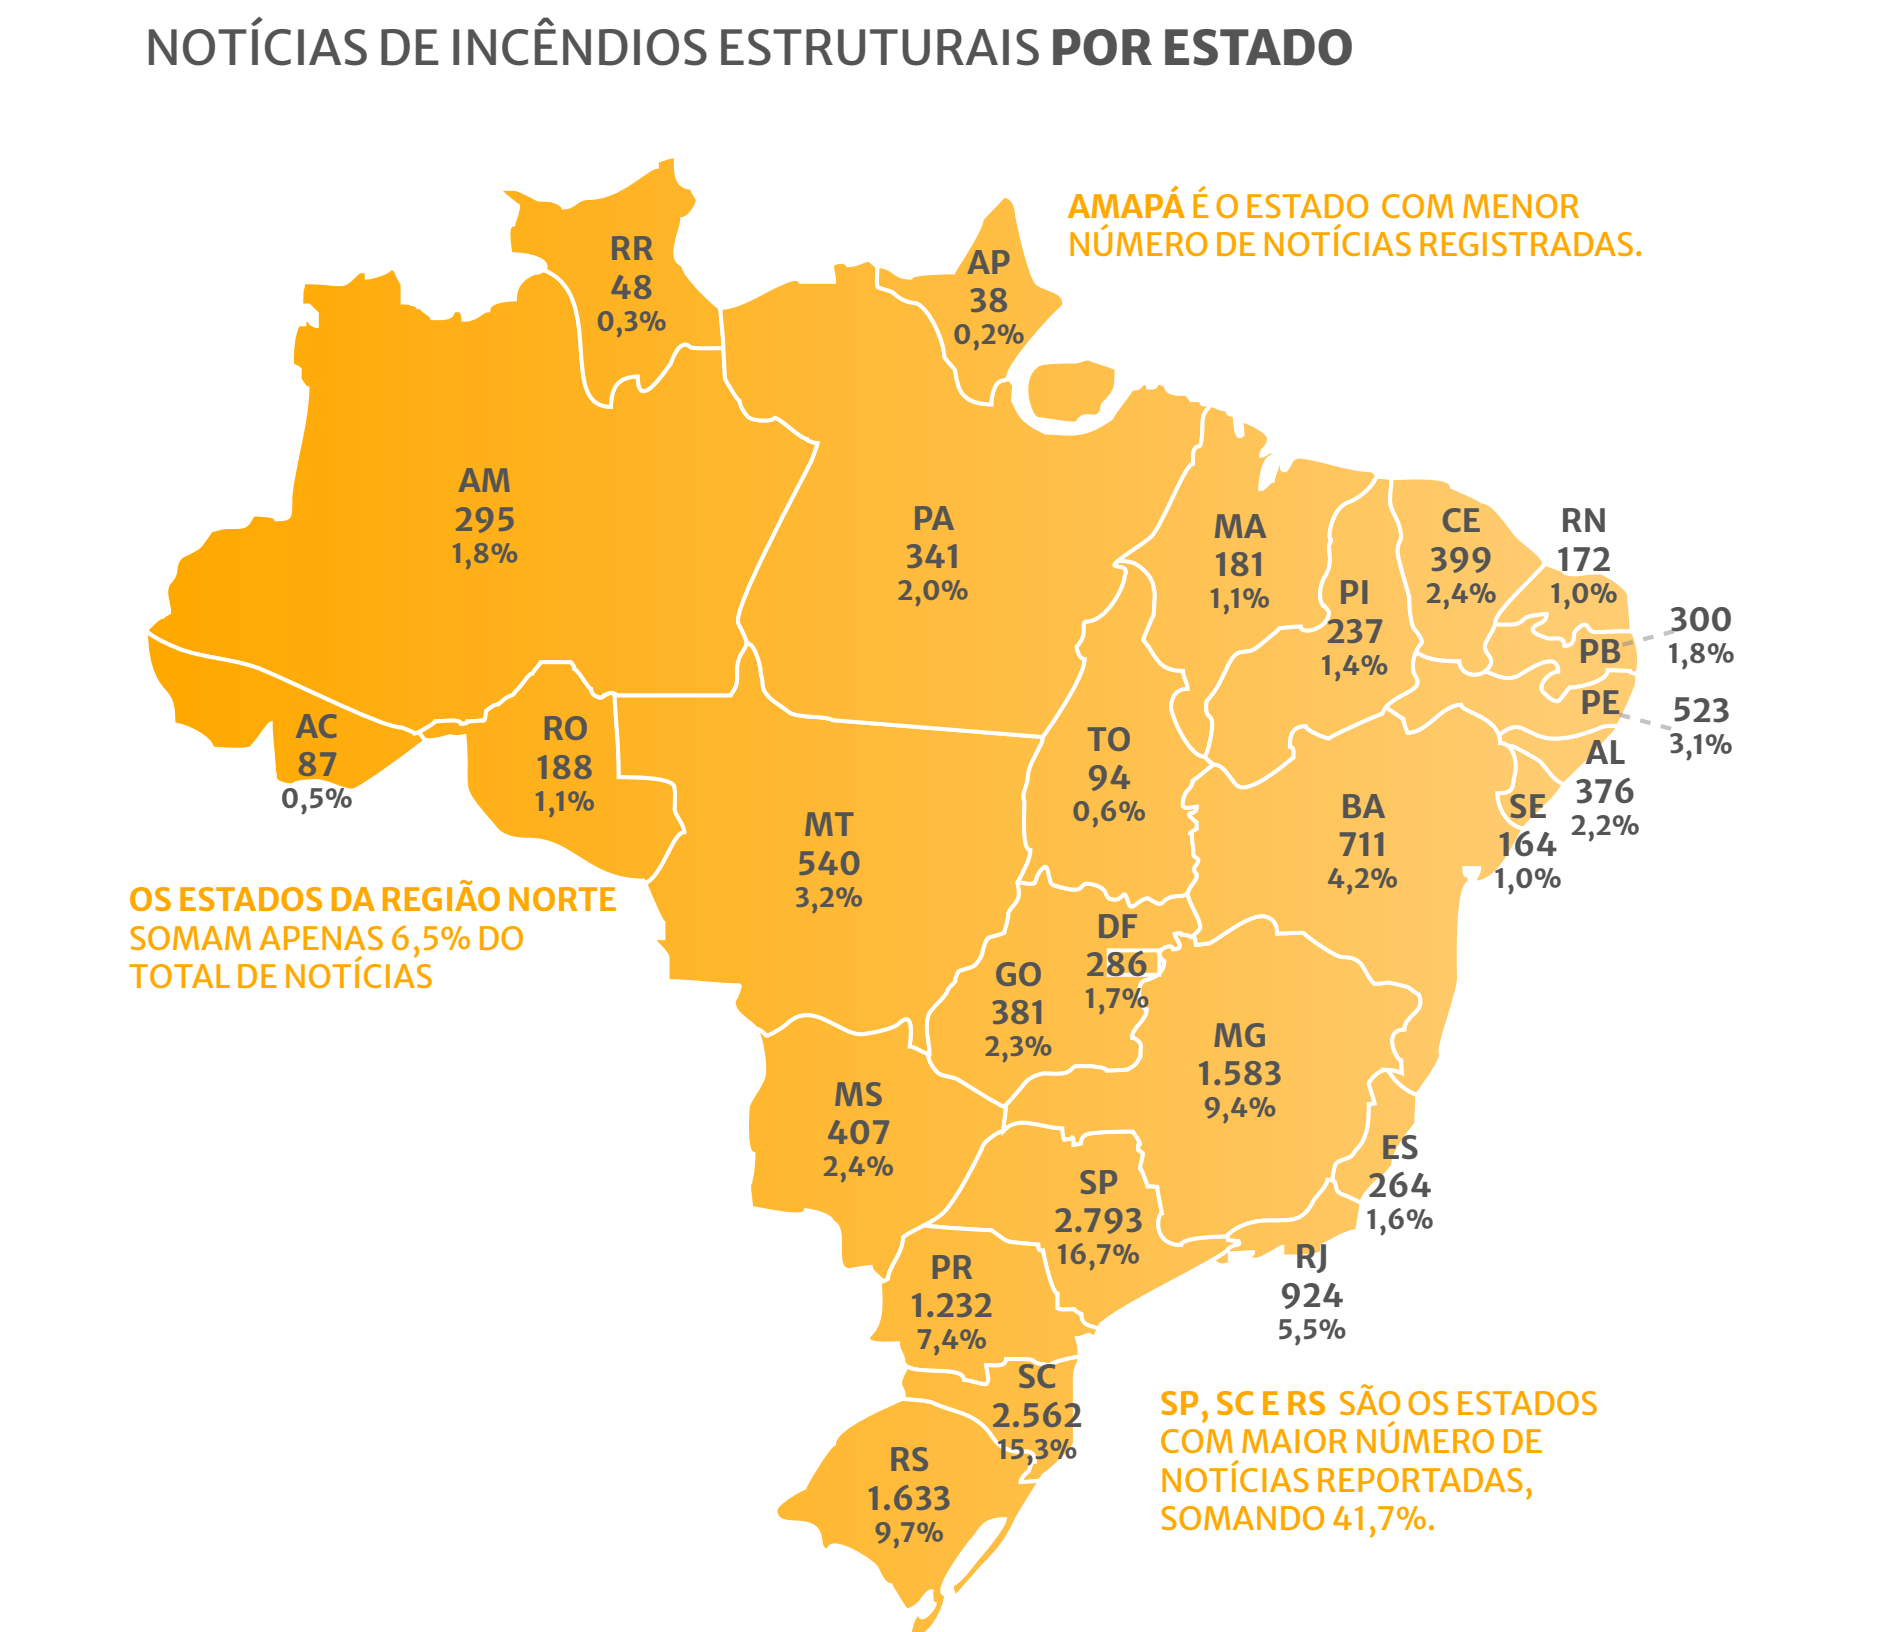 NOTÍCIAS DE INCÊNDIOS ESTRUTURAIS POR ESTADO
AMAPÁ É O ESTADO COM MENOR
NÚMERO DE NOTÍCIAS REGISTRADAS.
RR
48
0,3%
AP
38
0,2%
AM
295
1,8%
PA
341
2,0%
MA
181
1,1%
PI
237
1,4%
CE
399
2,4%
RN
172
1,0%
PB
300
1,8%
PE
523
3,1%
AL
376
2,2%
SE
164
1,0%
AC
87
0,5%
RO
188
1,1%
MT
540
3,2%
TO
94
0,6%
BA
711
4,2%
OS ESTADOS DA REGIÃO NORTE
SOMAM APENAS 6,5% DO
TOTAL DE NOTÍCIAS
DF
286
1,7%
GO
381
2,3%
MG
1.583
9,4%
MS
407
2,4%
ES
264
1,6%
SP
2.793
16,7%
RJ
924
5,5%
PR
1.232
7,4%
SC
2.562
15,3%
RS
1.633
9,7%
SP, SC E RS SÃO OS ESTADOS
COM MAIOR NÚMERO DE
NOTÍCIAS REPORTADAS,
SOMANDO 41,7%.